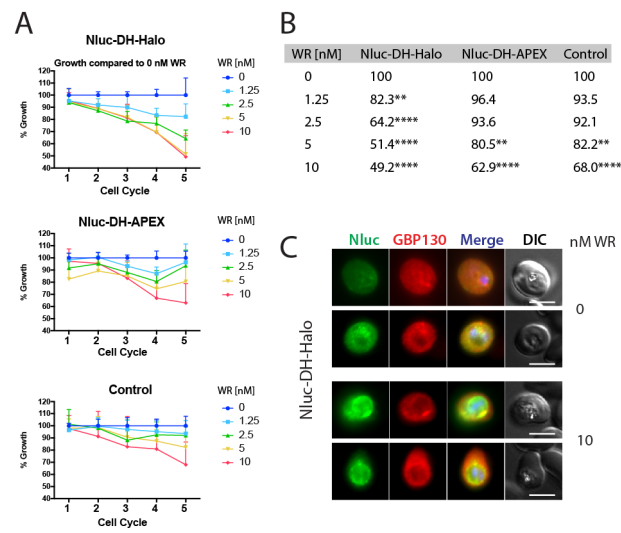 A
Nluc-DH-Halo
Growth compared to 0 nM WR
WR [nM]
% Growth
120
110
100
90
80
70
60
50
40
1 2 3 4 5
Cell Cycle
0
1.25
2.5
5
10
Nluc-DH-APEX
WR [nM]
% Growth
120
110
100
90
80
70
60
50
40
1 2 3 4 5
Cell Cycle
0
1.25
2.5
5
10
Control
WR [nM]
% Growth
120
110
100
90
80
70
60
50
40
1 2 3 4 5
Cell Cycle
0
1.25
2.5
5
10
B
WR [nM] Nluc-DH-Halo Nluc-DH-APEX Control
0 100 100 100
1.25 82.3** 96.4 93.5
2.5 64.2**** 93.6 92.1
5 51.4**** 80.5** 82.2**
10 49.2**** 62.9**** 68.0****
C
Nluc GBP130 Merge DIC nM WR
Nluc-DH-Halo
0
10